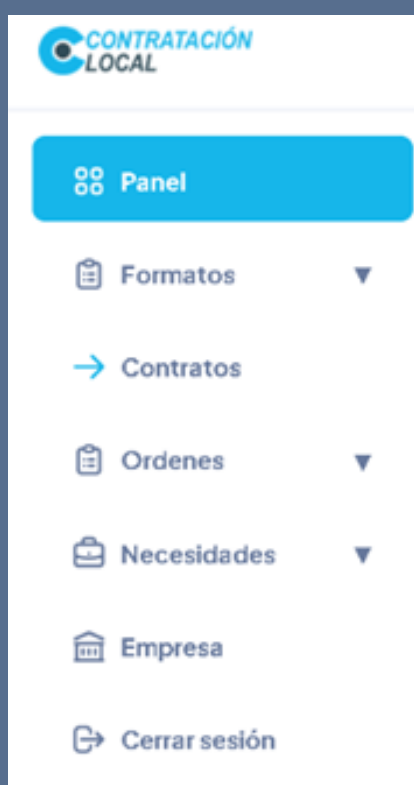 CONTRATACIÓN
LOCAL
Panel
Formatos
Contratos
Ordenes
Necesidades
Empresa
Cerrar sesión